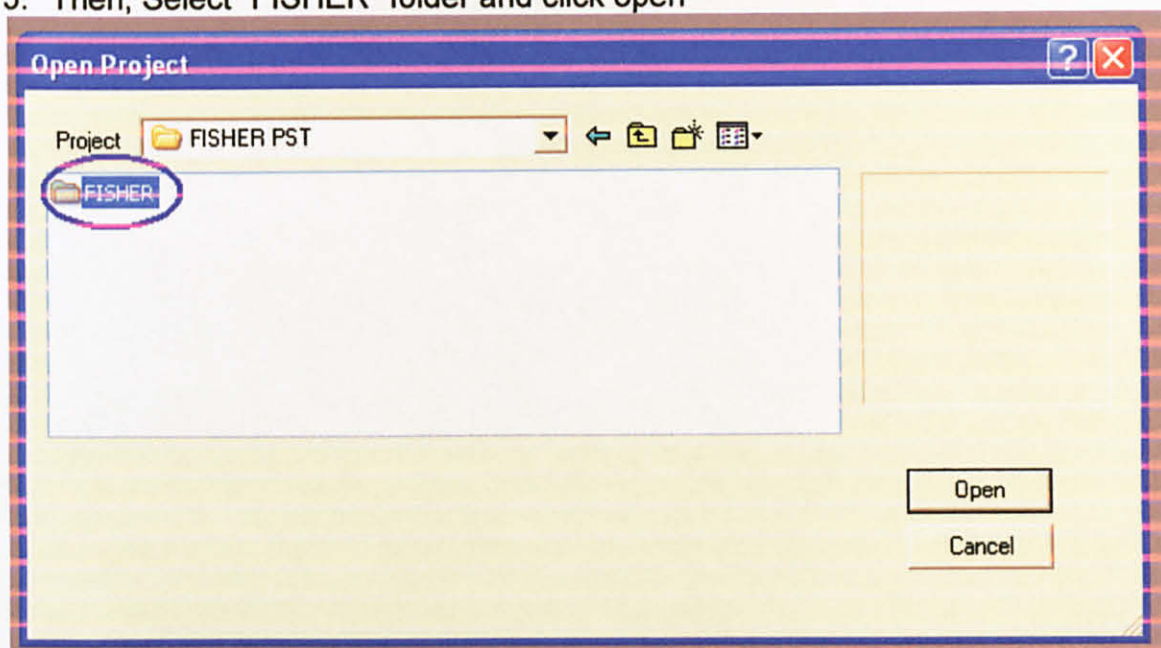 Then, Select "FISHER" folder and click open
Open Project
Project FISHER PST
FISHER
Open
Cancel